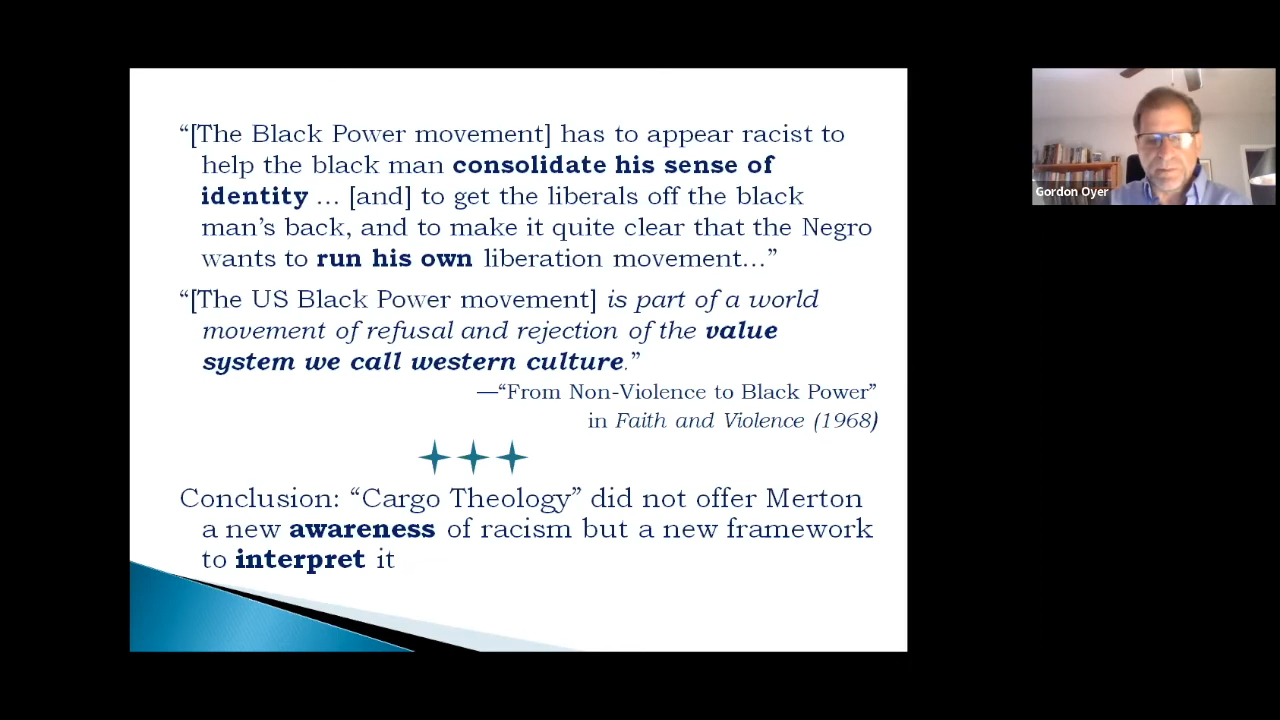 “[The Black Power movement] has to appear racist to
help the black man consolidate his sense of
identity … [and] to get the liberals off the black
man’s back, and to make it quite clear that the Negro
wants to run his own liberation movement…”
“[The US Black Power movement] is part of a world
movement of refusal and rejection of the value
system we call western culture.”
—“From Non-Violence to Black Power”
in Faith and Violence (1968)
Conclusion: “Cargo Theology” did not offer Merton
a new awareness of racism but a new framework
to interpret it
Gordon Oyer